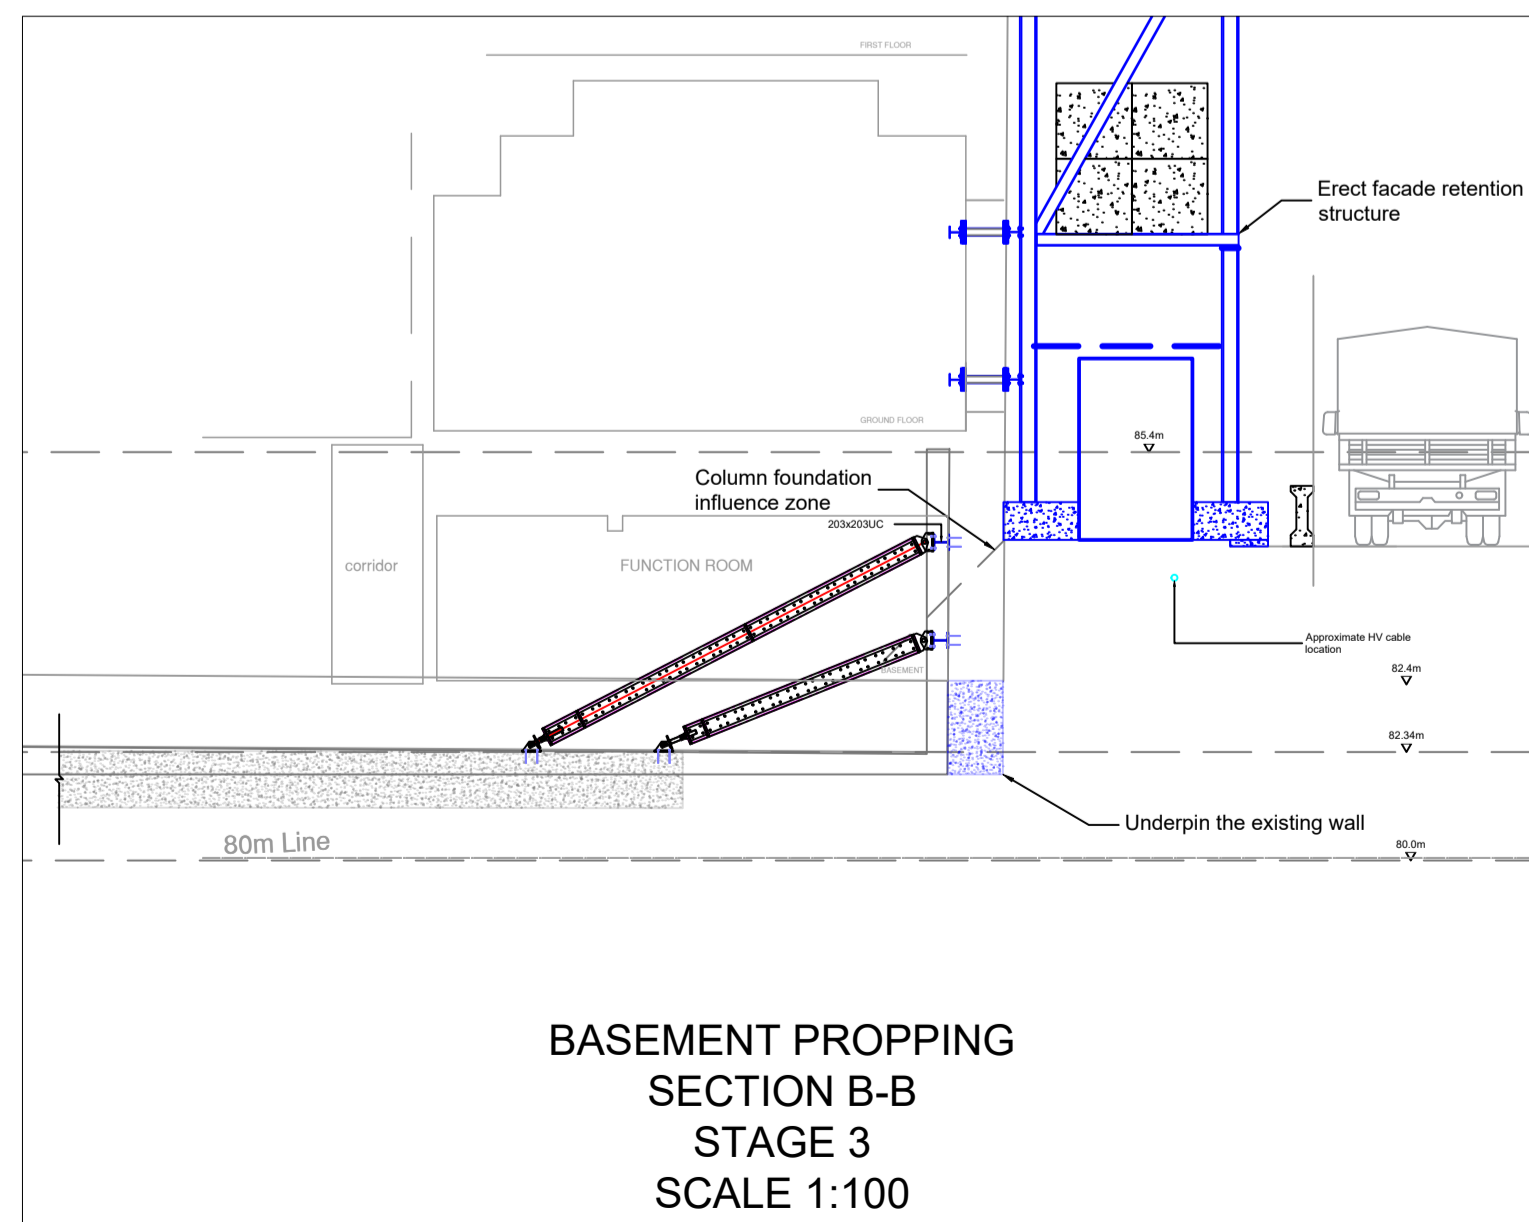 FIRST FLOOR
Erect facade retention
structure
GROUND FLOOR
85.4m
Column foundation
influence zone
203x203UC
corridor
FUNCTION ROOM
Approximate HV cable
location
BASEMENT
82.4m
82.34m
Underpin the existing wall
80m Line
80.0m
BASEMENT PROPPING
SECTION B-B
STAGE 3
SCALE 1:100